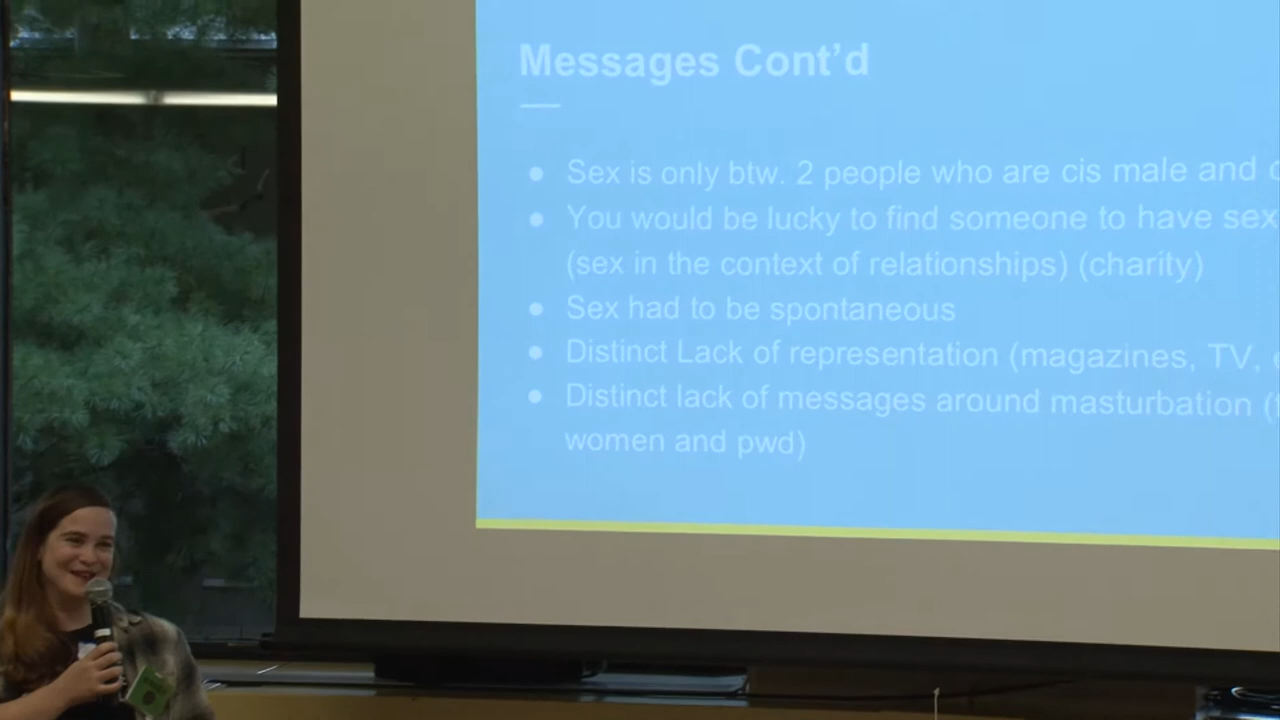 Messages Cont'd
● Sex is only btw. 2 people who are cis male and
● You would be lucky to find someone to have sex
(sex in the context of relationships) (charity)
● Sex had to be spontaneous
● Distinct Lack of representation (magazines, TV,
● Distinct lack of messages around masturbation (
women and pwd)